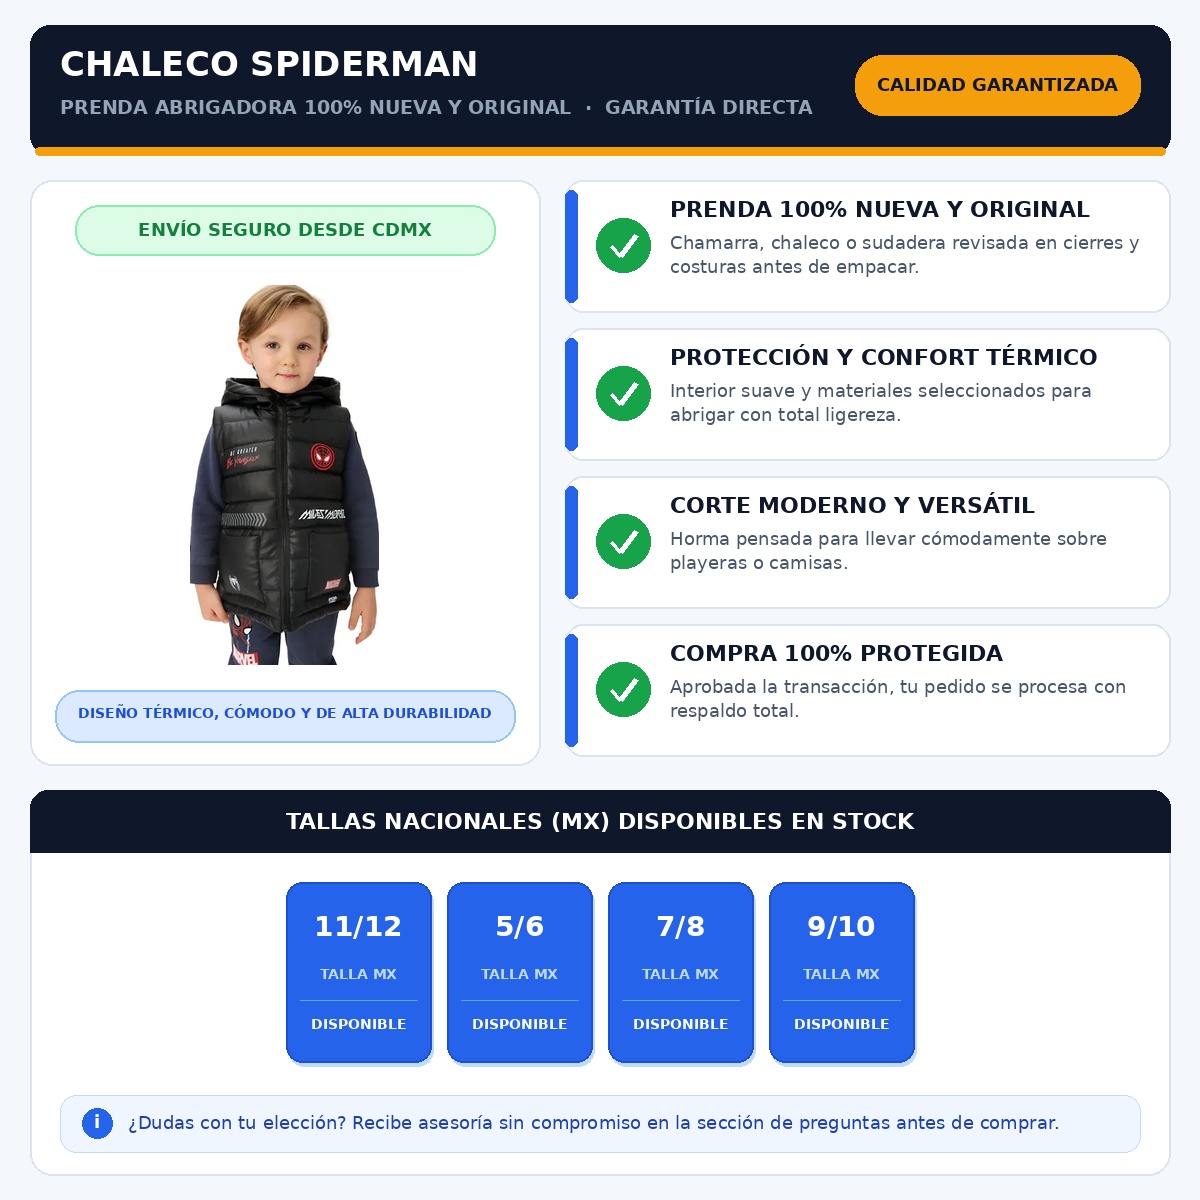 CHALECO SPIDERMAN
PRENDA ABRIGADORA 100% NUEVA Y ORIGINAL · GARANTÍA DIRECTA
CALIDAD GARANTIZADA
ENVÍO SEGURO DESDE CDMX
BE GREATER
Be Yourself
MARVEL
DISEÑO TÉRMICO, CÓMODO Y DE ALTA DURABILIDAD
PRENDA 100% NUEVA Y ORIGINAL
Chamarra, chaleco o sudadera revisada en cierres y
costuras antes de empacar.
PROTECCIÓN Y CONFORT TÉRMICO
Interior suave y materiales seleccionados para
abrigar con total ligereza.
CORTE MODERNO Y VERSÁTIL
Horma pensada para llevar cómodamente sobre
playeras o camisas.
COMPRA 100% PROTEGIDA
Aprobada la transacción, tu pedido se procesa con
respaldo total.
TALLAS NACIONALES (MX) DISPONIBLES EN STOCK
11/12
TALLA MX
DISPONIBLE
5/6
TALLA MX
DISPONIBLE
7/8
TALLA MX
DISPONIBLE
9/10
TALLA MX
DISPONIBLE
i
¿Dudas con tu elección? Recibe asesoría sin compromiso en la sección de preguntas antes de comprar.